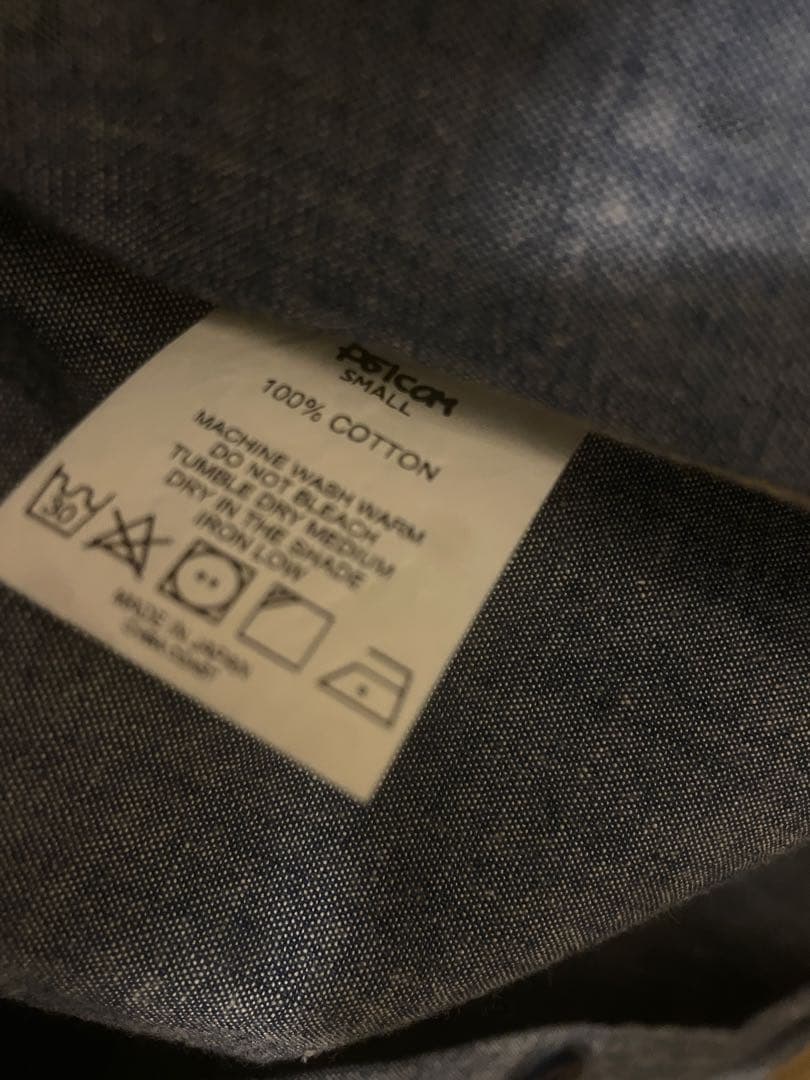 SMALL
100% COTTON
MACHINE WASH WARM
DO NOT BLEACH
TUMBLE DRY MEDIUM
DRY IN THE SHADE
IRON LOW
30
MADE IN JAPAN